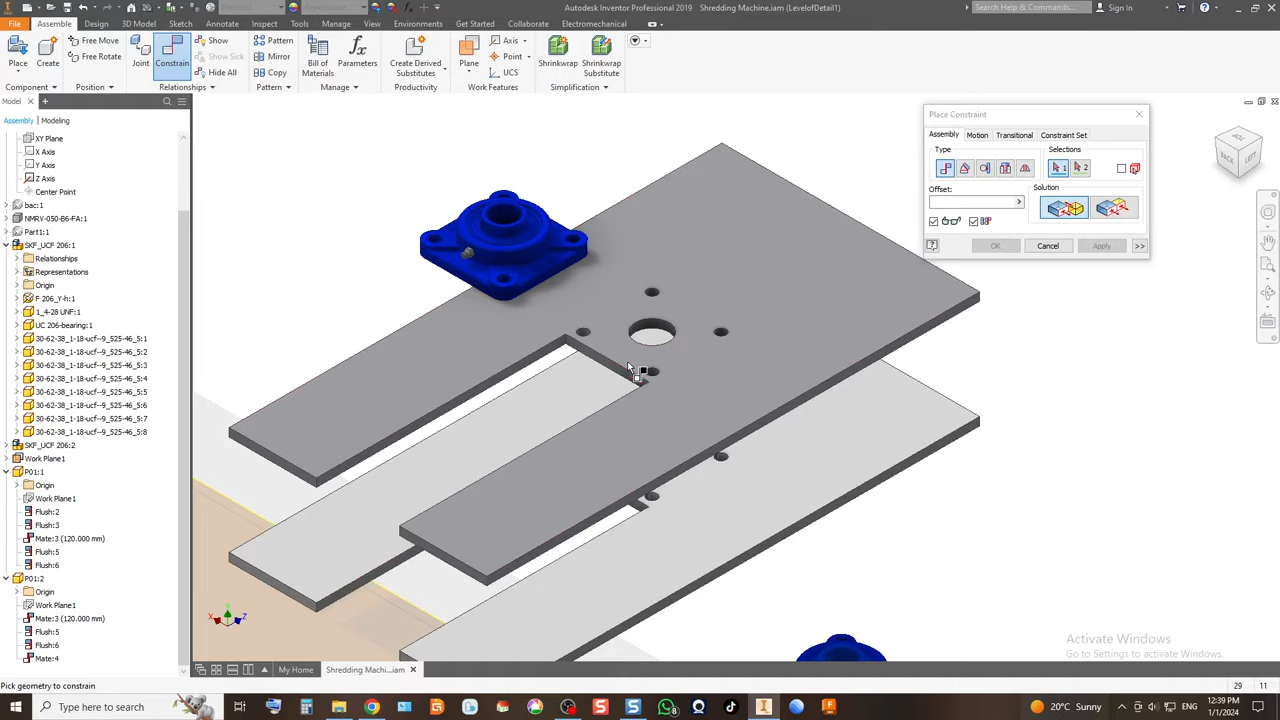 Autodesk Inventor Professional 2019   Shredding Machine.iam (LevelofDetail1)
Search Help & Commands...
Sign In
File
Assemble
Design
3D Model
Sketch
Annotate
Inspect
Tools
Manage
View
Environments
Get Started
Collaborate
Electromechanical
Place
Create
Free Move
Free Rotate
Joint
Constrain
Show
Show Sick
Hide All
Pattern
Mirror
Copy
Bill of Materials
Parameters
Create Derived Substitutes
Plane
Axis
Point
UCS
Shrinkwrap
Shrinkwrap Substitute
Component
Position
Relationships
Pattern
Manage
Productivity
Work Features
Simplification
Model
Assembly
Modeling
XY Plane
X Axis
Y Axis
Z Axis
Center Point
bac:1
NMRV-050-B6-FA:1
Part1:1
SKF_UCF 206:1
Relationships
Representations
Origin
F 206_Y-h:1
1_4-28 UNF:1
UC 206-bearing:1
30-62-38_1-18-ucf--9_525-46_5:1
30-62-38_1-18-ucf--9_525-46_5:2
30-62-38_1-18-ucf--9_525-46_5:3
30-62-38_1-18-ucf--9_525-46_5:4
30-62-38_1-18-ucf--9_525-46_5:5
30-62-38_1-18-ucf--9_525-46_5:6
30-62-38_1-18-ucf--9_525-46_5:7
30-62-38_1-18-ucf--9_525-46_5:8
SKF_UCF 206:2
Work Plane1
P01:1
Origin
Work Plane1
Flush:2
Flush:3
Mate:3 (120.000 mm)
Flush:5
Flush:6
P01:2
Origin
Work Plane1
Mate:3 (120.000 mm)
Flush:5
Flush:6
Mate:4
Place Constraint
Assembly
Motion
Transitional
Constraint Set
Type
Selections
1
2
Offset:
Solution
OK
Cancel
Apply
>>
BACK
LEFT
X
Z
Activate Windows
Go to Settings to activate Windows.
My Home
Shredding Machi...iam
Pick geometry to constrain
29
11
Type here to search
20°C Sunny
ENG
12:39 PM
1/1/2024